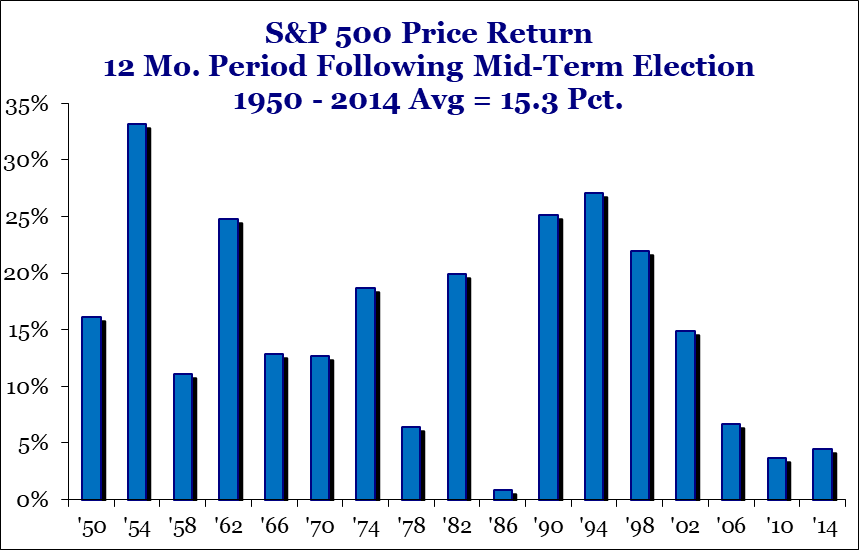 S&P 500 Price Return
12 Mo. Period Following Mid-Term Election
1950 - 2014 Avg = 15.3 Pct.
35%
30%
25%
20%
15%
10%
5%
0%
'50 '54 '58 '62 '66 '70 '74 '78 '82 '86 '90 '94 '98 '02 '06 '10 '14